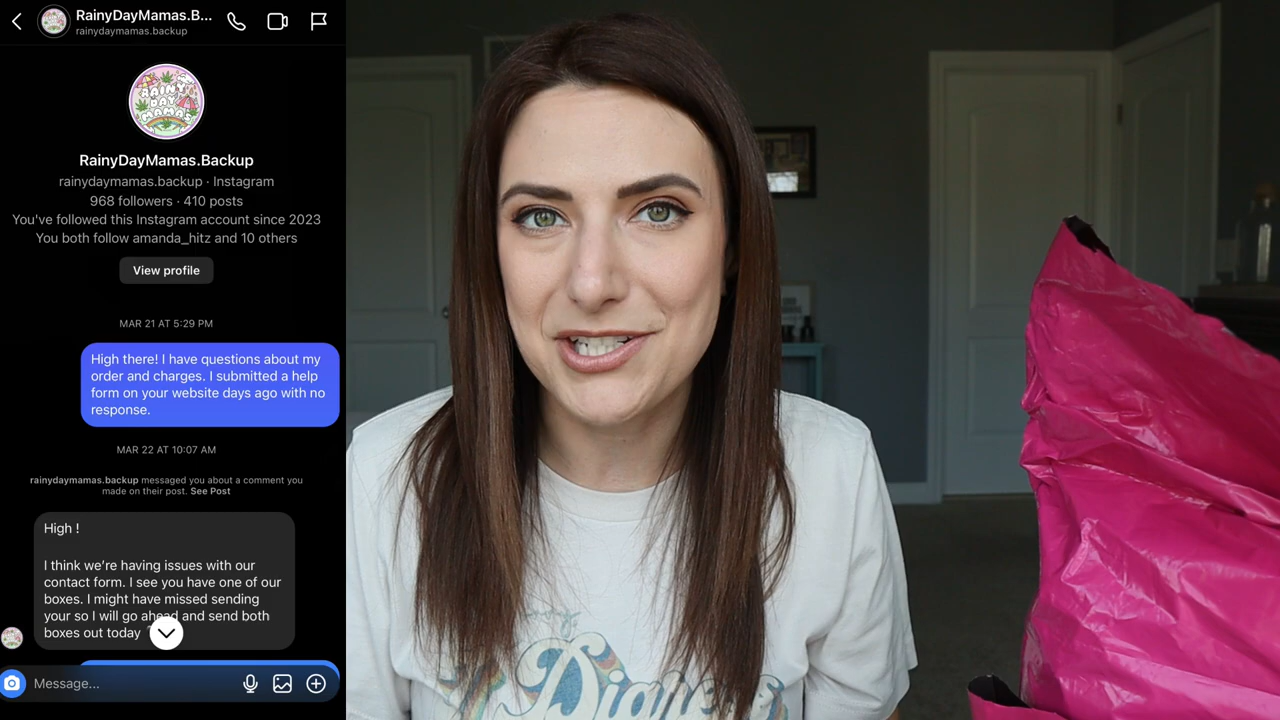 RainyDayMamas.B...
rainydaymamas.backup
RAINY
DAY
MAMAS
RainyDayMamas.Backup
rainydaymamas.backup · Instagram
968 followers · 410 posts
You've followed this Instagram account since 2023
You both follow amanda_hitz and 10 others
View profile
MAR 21 AT 5:29 PM
High there! I have questions about my
order and charges. I submitted a help
form on your website days ago with no
response.
MAR 22 AT 10:07 AM
rainydaymamas.backup messaged you about a comment you
made on their post. See Post
High !
I think we're having issues with our
contact form. I see you have one of our
boxes. I might have missed sending
your so I will go ahead and send both
boxes out today
Message...